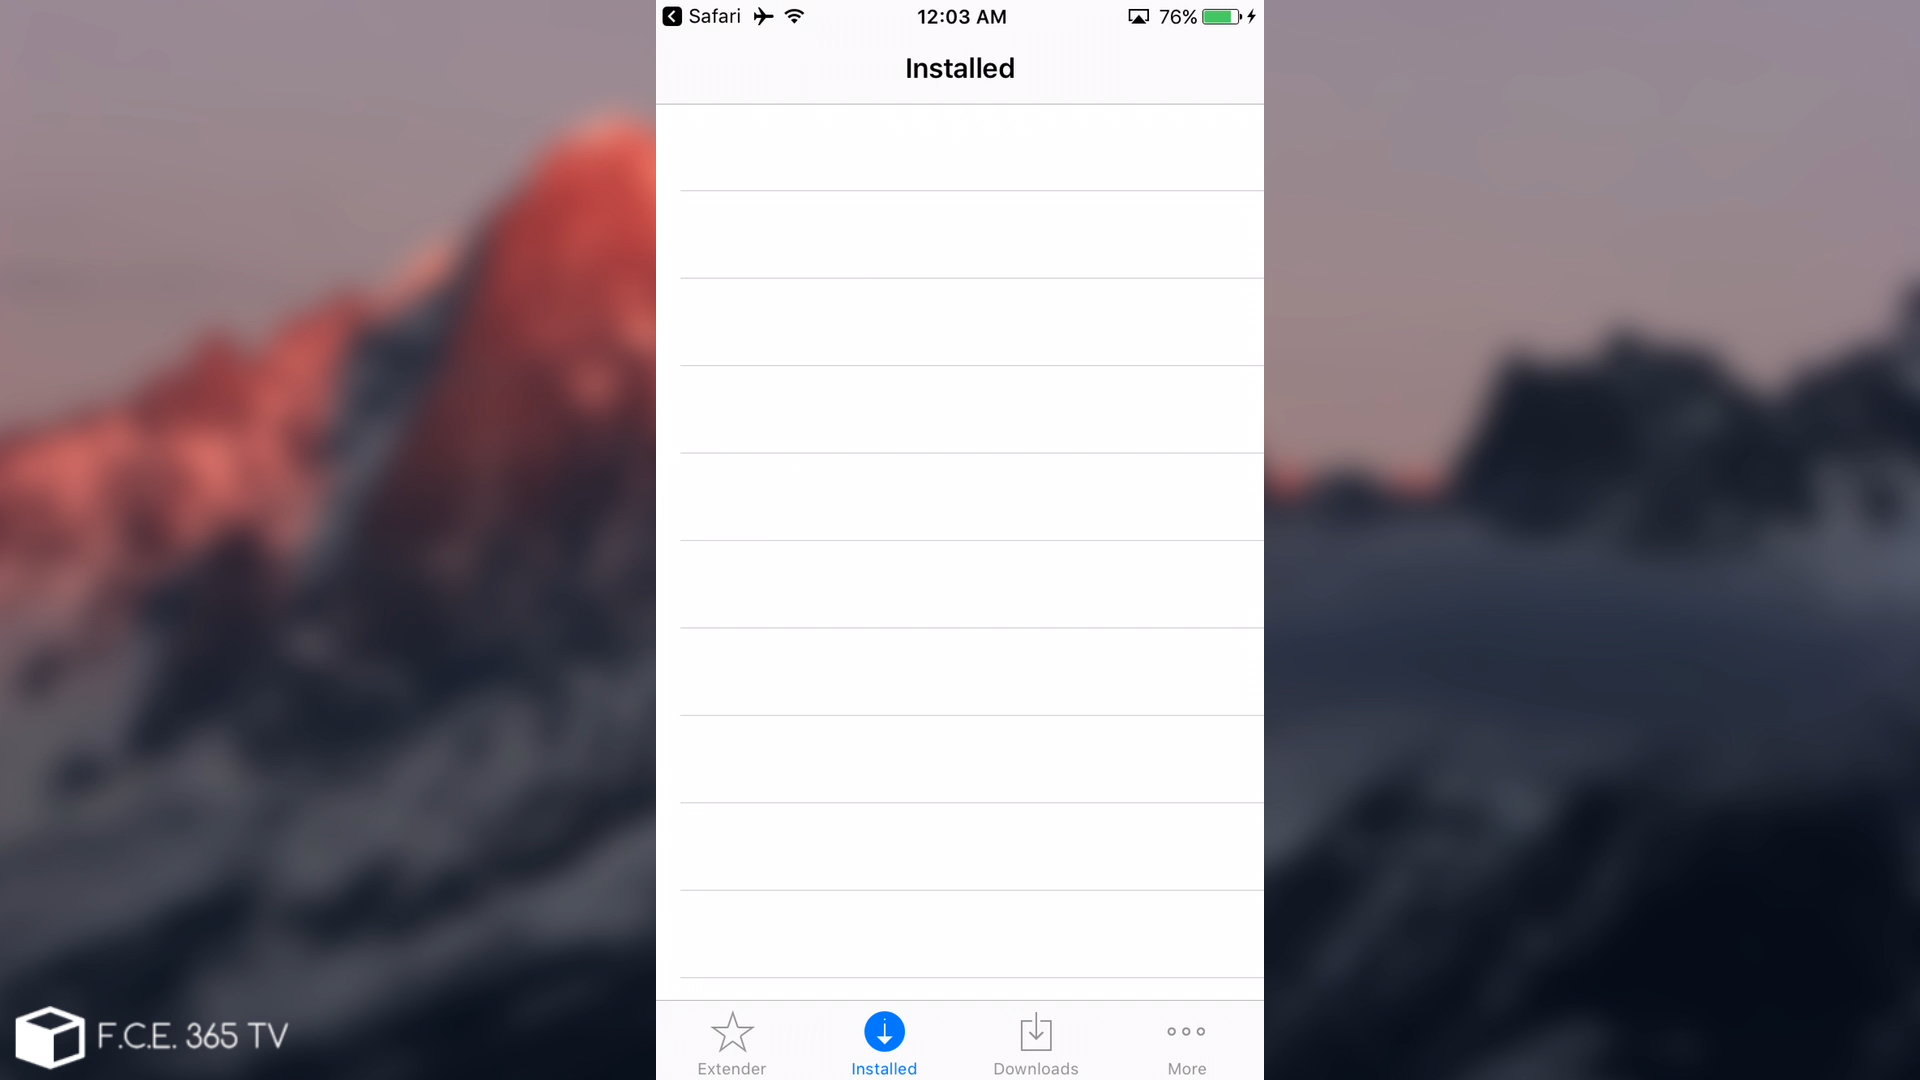 Safari
12:03 AM
76%
Installed
Extender
Installed
Downloads
More
F.C.E. 365 TV